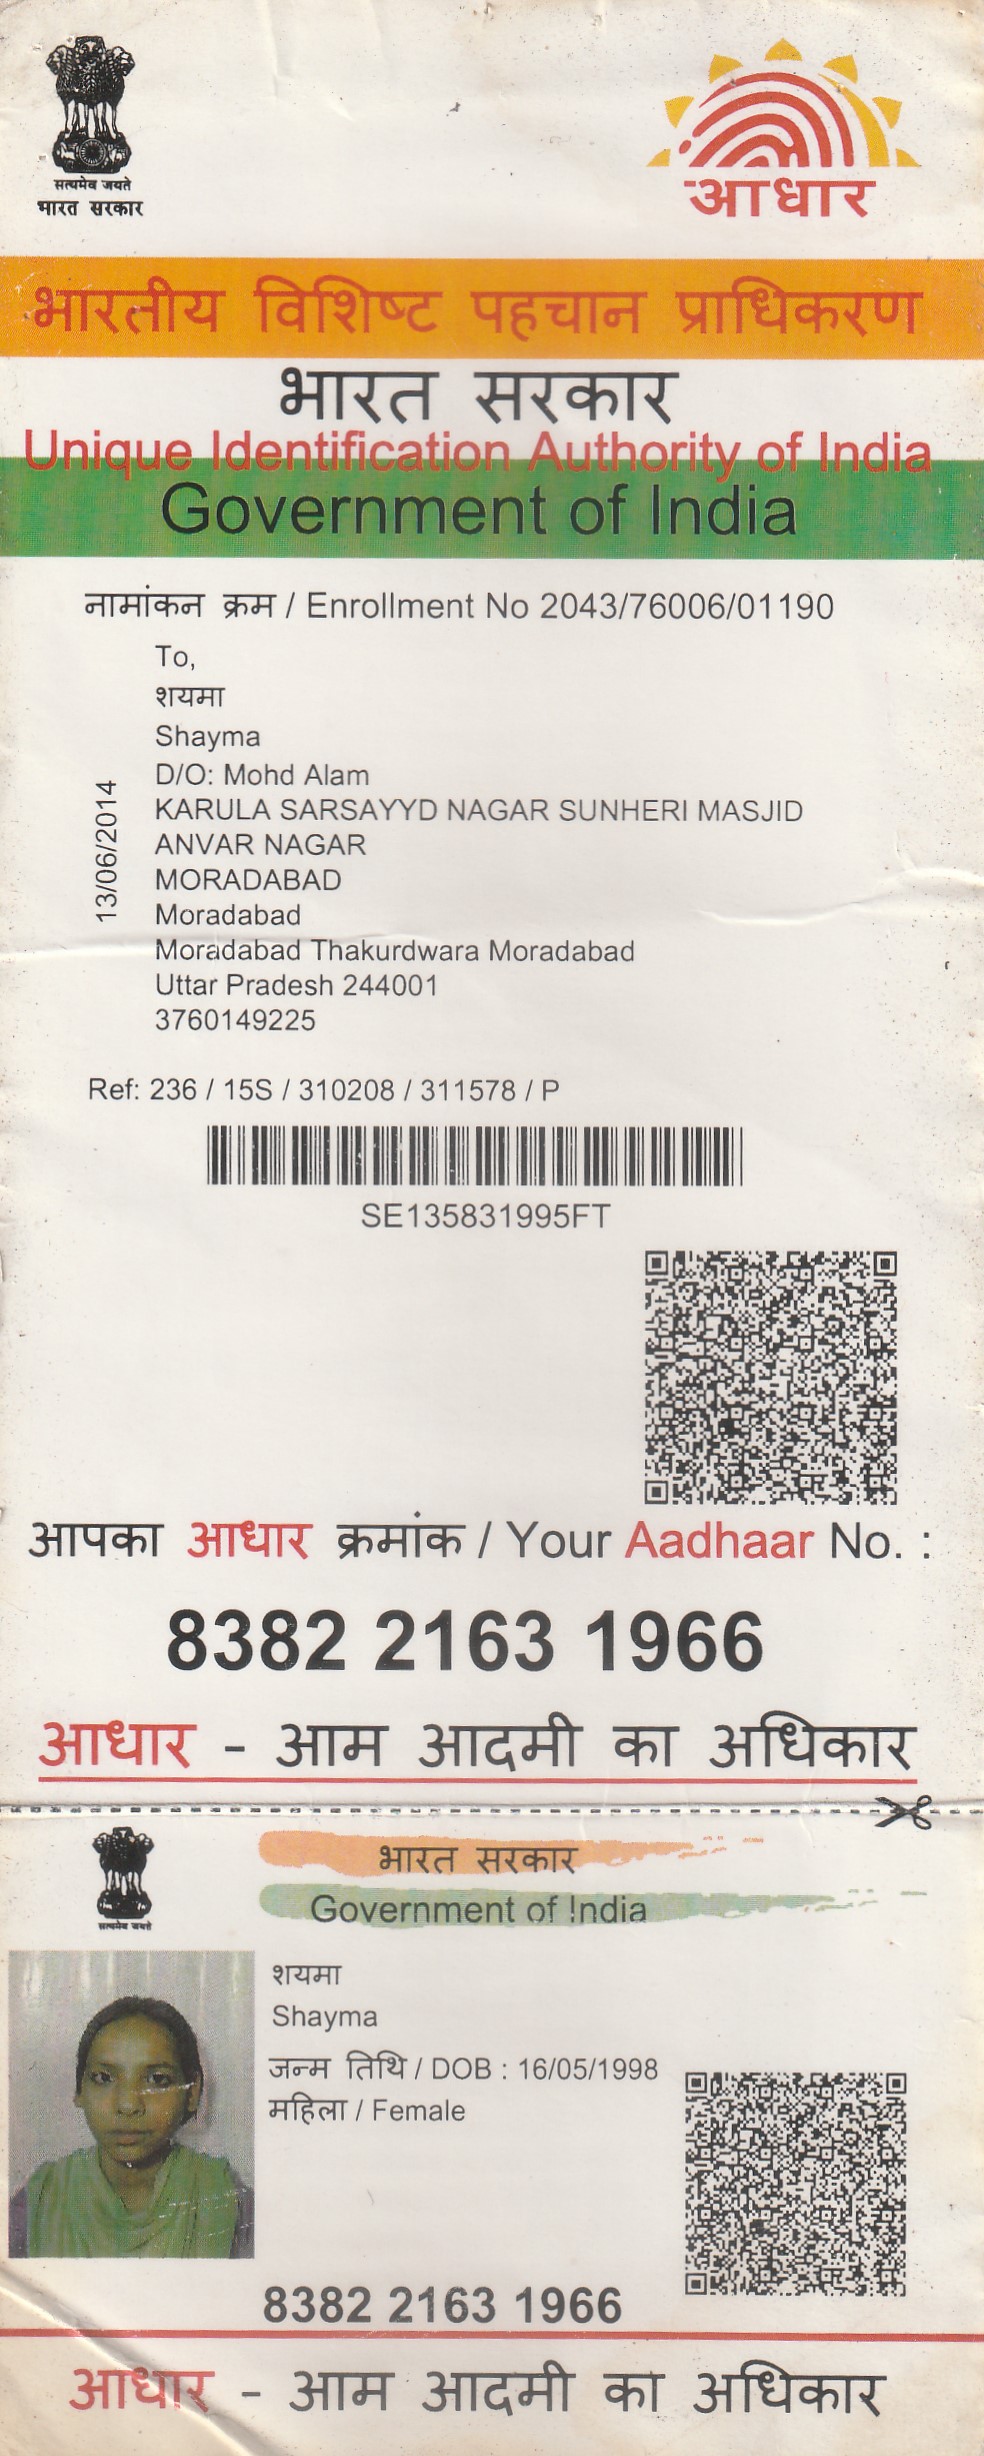 सत्यमेव जयते
भारत सरकार
आधार
भारतीय विशिष्ट पहचान प्राधिकरण
भारत सरकार
Unique Identification Authority of India
Government of India
नामांकन क्रम / Enrollment No 2043/76006/01190
To,
शयमा
Shayma
D/O: Mohd Alam
KARULA SARSAYYD NAGAR SUNHERI MASJID
ANVAR NAGAR
MORADABAD
Moradabad
Moradabad Thakurdwara Moradabad
Uttar Pradesh 244001
3760149225
13/06/2014
Ref: 236 / 15S / 310208 / 311578 / P
SE135831995FT
आपका आधार क्रमांक / Your Aadhaar No. :
8382 2163 1966
आधार - आम आदमी का अधिकार
भारत सरकार
Government of India
सत्यमेव जयते
शयमा
Shayma
जन्म तिथि / DOB : 16/05/1998
महिला / Female
8382 2163 1966
आधार - आम आदमी का अधिकार